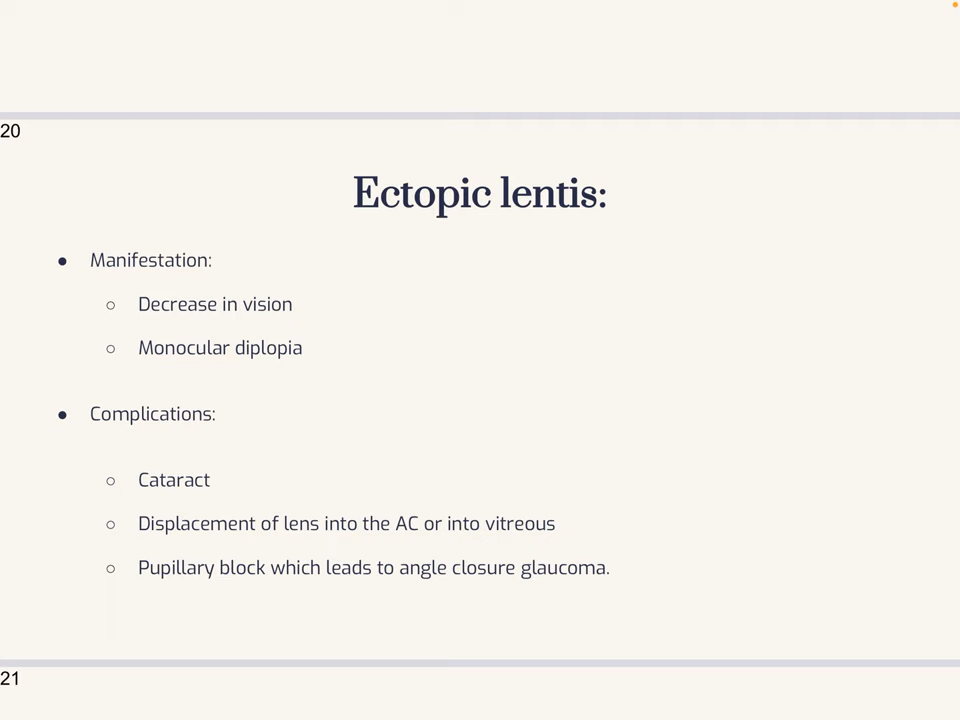 20
Ectopic lentis:
● Manifestation:
○ Decrease in vision
○ Monocular diplopia
● Complications:
○ Cataract
○ Displacement of lens into the AC or into vitreous
○ Pupillary block which leads to angle closure glaucoma.
21